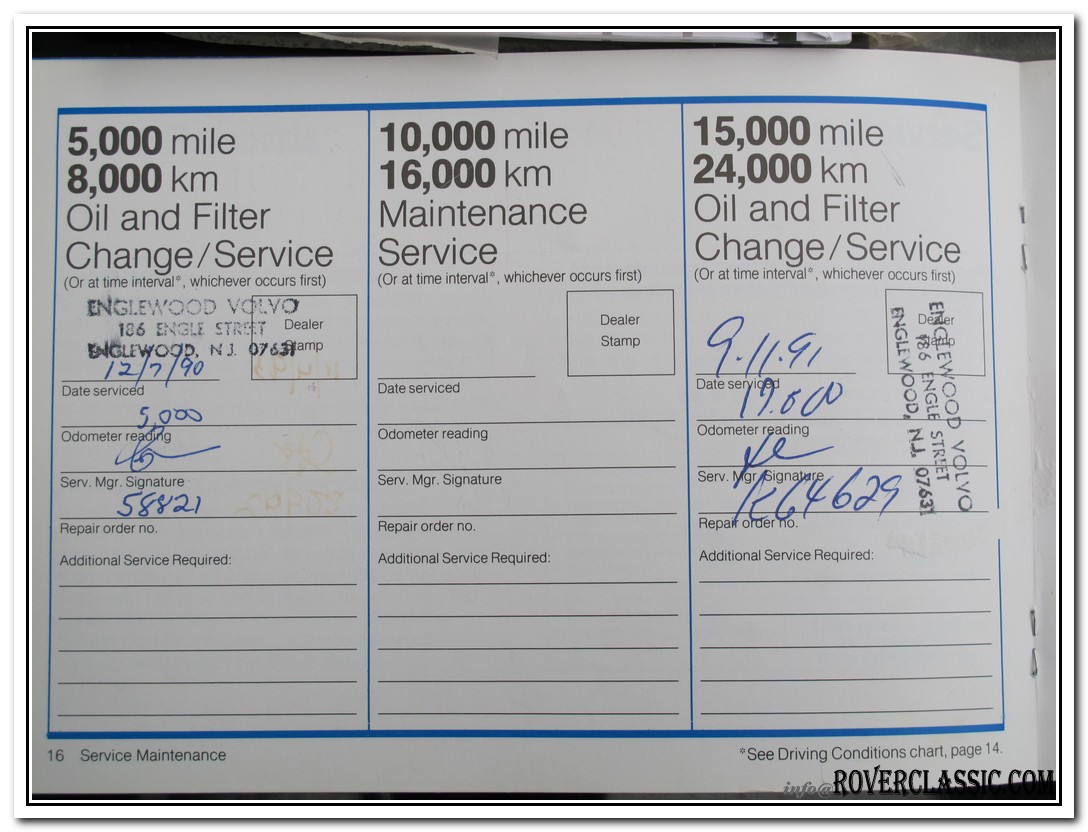 5,000 mile
8,000 km
Oil and Filter
Change/Service
(Or at time interval*, whichever occurs first)
ENGLEWOOD VOLVO
186 ENGLE STREET
ENGLEWOOD, N.J. 07631
Dealer
Stamp
12/7/90
Date serviced
5,000
Odometer reading
Serv. Mgr. Signature
58821
Repair order no.
Additional Service Required:
10,000 mile
16,000 km
Maintenance
Service
(Or at time interval*, whichever occurs first)
Dealer
Stamp
Date serviced
Odometer reading
Serv. Mgr. Signature
Repair order no.
Additional Service Required:
15,000 mile
24,000 km
Oil and Filter
Change/Service
(Or at time interval*, whichever occurs first)
Dealer
Stamp
ENGLEWOOD VOLVO
186 ENGLE STREET
ENGLEWOOD, N.J. 07631
9.11.91
Date serviced
Odometer reading
Serv. Mgr. Signature
Repair order no.
Additional Service Required:
16 Service Maintenance
*See Driving Conditions chart, page 14.
info@ROVERCLASSIC.COM